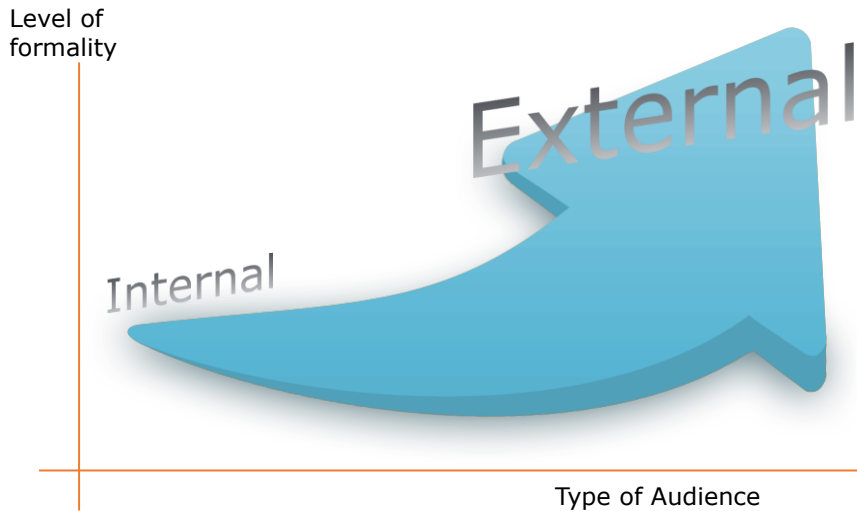 Level of
formality
External
Internal
Type of Audience